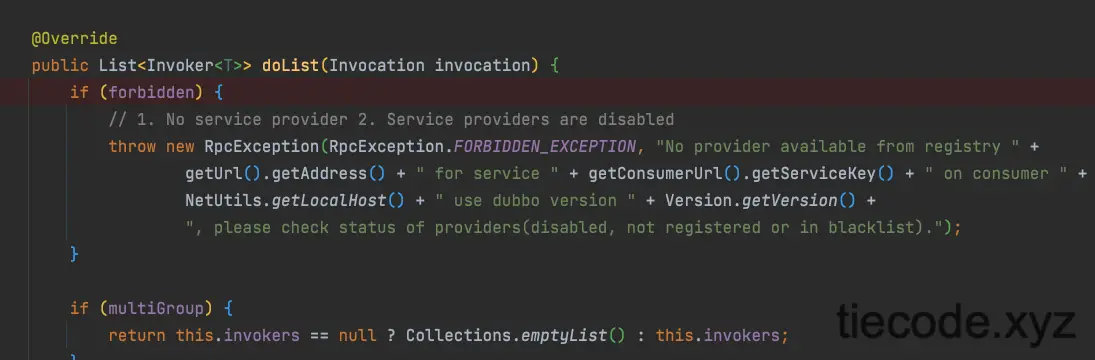 @Override
public List<Invoker<T>> doList(Invocation invocation) {
if (forbidden) {
// 1. No service provider 2. Service providers are disabled
throw new RpcException(RpcException.FORBIDDEN_EXCEPTION, "No provider available from registry " +
getUrl().getAddress() + " for service " + getConsumerUrl().getServiceKey() + " on consumer " +
NetUtils.getLocalHost() + " use dubbo version " + Version.getVersion() +
", please check status of providers(disabled, not registered or in blacklist).");
}
if (multiGroup) {
return this.invokers == null ? Collections.emptyList() : this.invokers;
}
tiecode.xyz